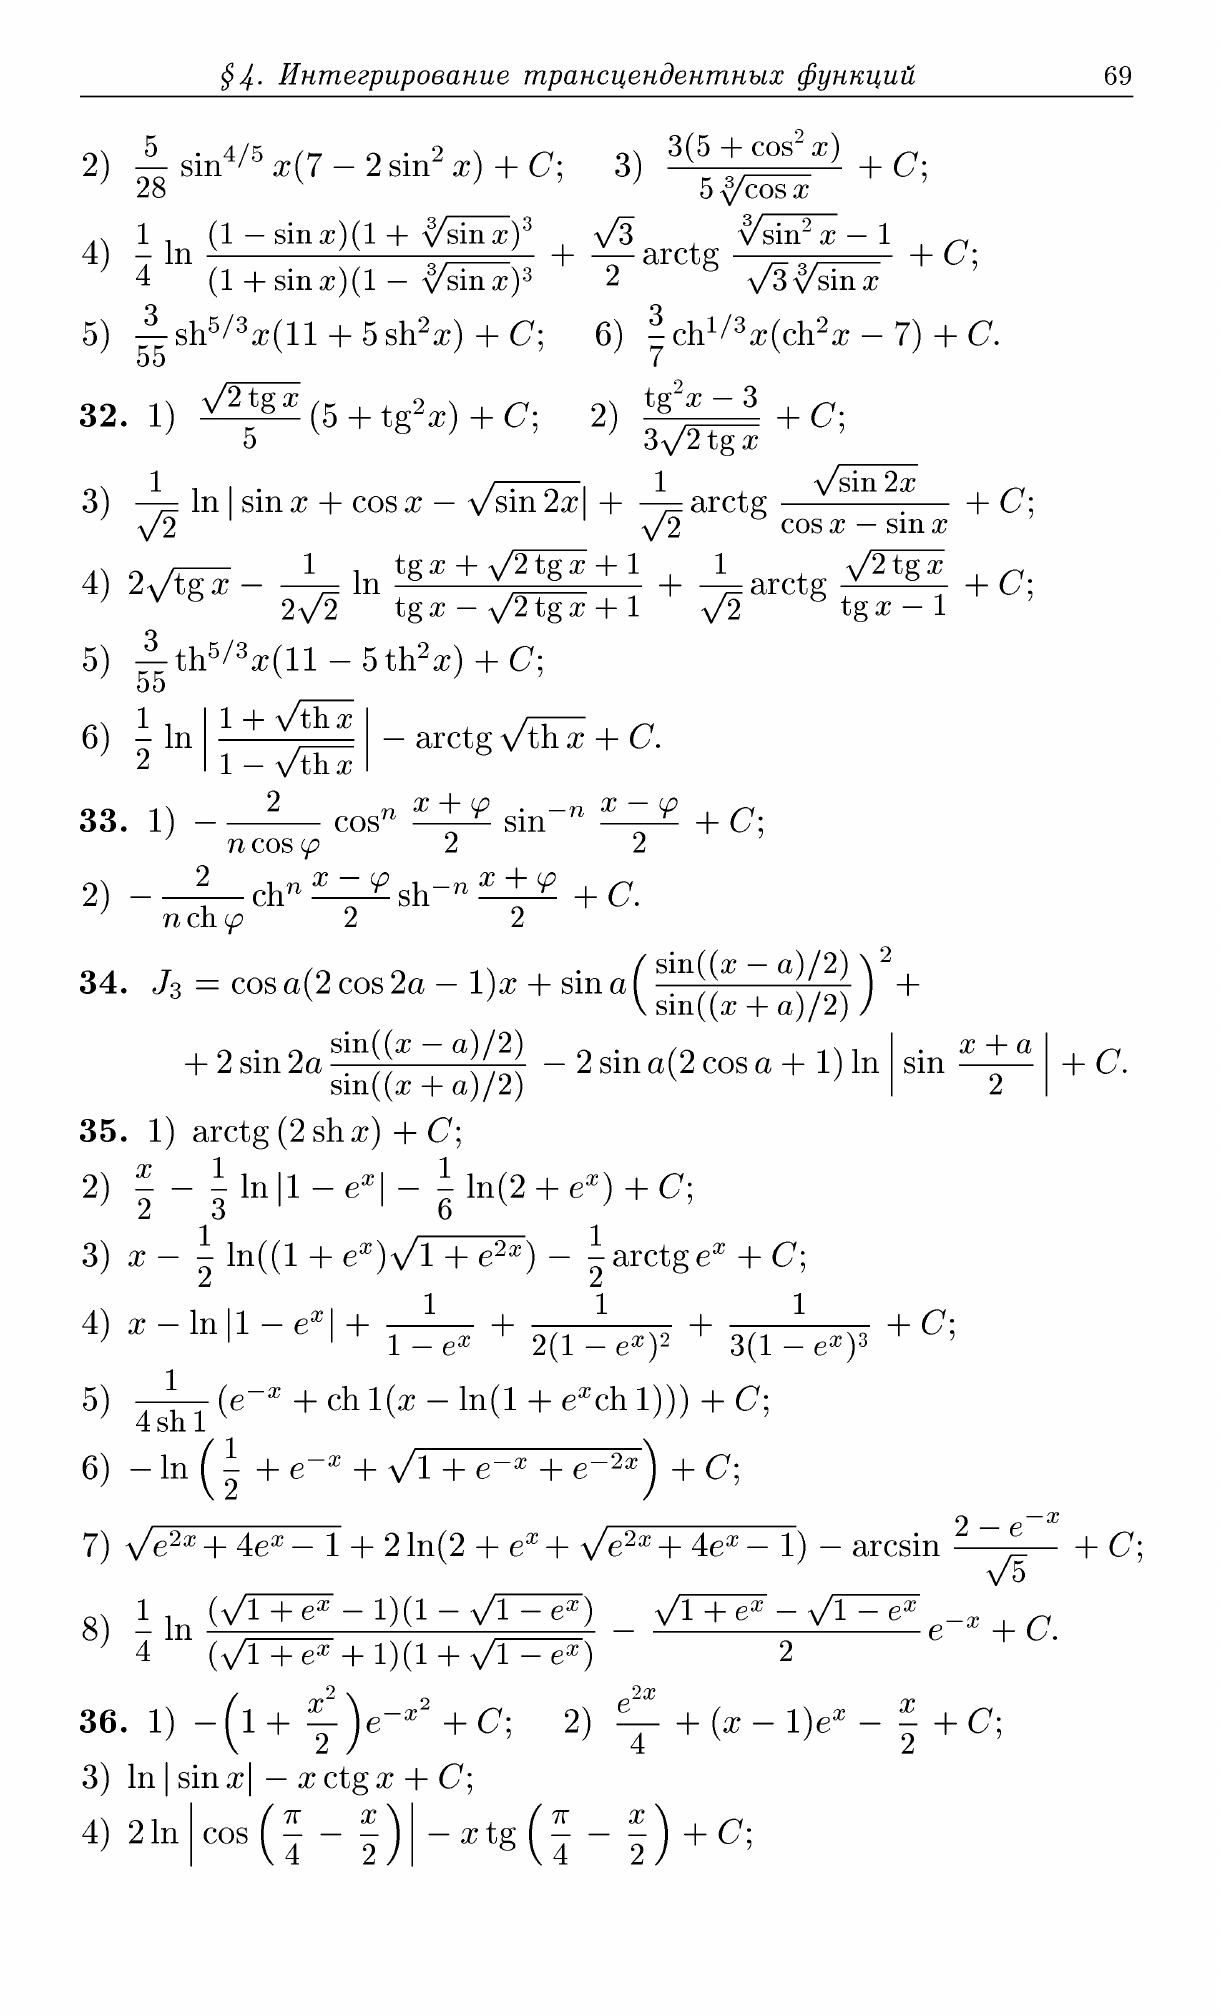 § 4. Интегрирование трансцендентных функций 69
2) $\frac{5}{28}\sin^{4/5}x(7-2\sin^2 x)+C$; 3) $\frac{3(5+\cos^2 x)}{5\sqrt[3]{\cos x}}+C$;
4) $\frac{1}{4}\ln\frac{(1-\sin x)(1+\sqrt[3]{\sin x})^3}{(1+\sin x)(1-\sqrt[3]{\sin x})^3}+\frac{\sqrt{3}}{2}\operatorname{arctg}\frac{\sqrt[3]{\sin^2 x}-1}{\sqrt{3}\sqrt[3]{\sin x}}+C$;
5) $\frac{3}{55}\operatorname{sh}^{5/3}x(11+5\operatorname{sh}^2x)+C$; 6) $\frac{3}{7}\operatorname{ch}^{1/3}x(\operatorname{ch}^2x-7)+C$.
32. 1) $\frac{\sqrt{2\operatorname{tg}x}}{5}(5+\operatorname{tg}^2x)+C$; 2) $\frac{\operatorname{tg}^2x-3}{3\sqrt{2\operatorname{tg}x}}+C$;
3) $\frac{1}{\sqrt{2}}\ln|\sin x+\cos x-\sqrt{\sin 2x}|+\frac{1}{\sqrt{2}}\operatorname{arctg}\frac{\sqrt{\sin 2x}}{\cos x-\sin x}+C$;
4) $2\sqrt{\operatorname{tg}x}-\frac{1}{2\sqrt{2}}\ln\frac{\operatorname{tg}x+\sqrt{2\operatorname{tg}x}+1}{\operatorname{tg}x-\sqrt{2\operatorname{tg}x}+1}+\frac{1}{\sqrt{2}}\operatorname{arctg}\frac{\sqrt{2\operatorname{tg}x}}{\operatorname{tg}x-1}+C$;
5) $\frac{3}{55}\operatorname{th}^{5/3}x(11-5\operatorname{th}^2x)+C$;
6) $\frac{1}{2}\ln\left|\frac{1+\sqrt{\operatorname{th}x}}{1-\sqrt{\operatorname{th}x}}\right|-\operatorname{arctg}\sqrt{\operatorname{th}x}+C$.
33. 1) $-\frac{2}{n\cos\varphi}\cos^n\frac{x+\varphi}{2}\sin^{-n}\frac{x-\varphi}{2}+C$;
2) $-\frac{2}{n\operatorname{ch}\varphi}\operatorname{ch}^n\frac{x-\varphi}{2}\operatorname{sh}^{-n}\frac{x+\varphi}{2}+C$.
34. $J_3=\cos a(2\cos 2a-1)x+\sin a\left(\frac{\sin((x-a)/2)}{\sin((x+a)/2)}\right)^2+$
$+2\sin 2a\frac{\sin((x-a)/2)}{\sin((x+a)/2)}-2\sin a(2\cos a+1)\ln\left|\sin\frac{x+a}{2}\right|+C$.
35. 1) $\operatorname{arctg}(2\operatorname{sh}x)+C$;
2) $\frac{x}{2}-\frac{1}{3}\ln|1-e^x|-\frac{1}{6}\ln(2+e^x)+C$;
3) $x-\frac{1}{2}\ln((1+e^x)\sqrt{1+e^{2x}})-\frac{1}{2}\operatorname{arctg}e^x+C$;
4) $x-\ln|1-e^x|+\frac{1}{1-e^x}+\frac{1}{2(1-e^x)^2}+\frac{1}{3(1-e^x)^3}+C$;
5) $\frac{1}{4\operatorname{sh}1}(e^{-x}+\operatorname{ch}1(x-\ln(1+e^x\operatorname{ch}1)))+C$;
6) $-\ln\left(\frac{1}{2}+e^{-x}+\sqrt{1+e^{-x}+e^{-2x}}\right)+C$;
7) $\sqrt{e^{2x}+4e^x-1}+2\ln(2+e^x+\sqrt{e^{2x}+4e^x-1})-\arcsin\frac{2-e^{-x}}{\sqrt{5}}+C$;
8) $\frac{1}{4}\ln\frac{(\sqrt{1+e^x}-1)(1-\sqrt{1-e^x})}{(\sqrt{1+e^x}+1)(1+\sqrt{1-e^x})}-\frac{\sqrt{1+e^x}-\sqrt{1-e^x}}{2}e^{-x}+C$.
36. 1) $-\left(1+\frac{x^2}{2}\right)e^{-x^2}+C$; 2) $\frac{e^{2x}}{4}+(x-1)e^x-\frac{x}{2}+C$;
3) $\ln|\sin x|-x\operatorname{ctg}x+C$;
4) $2\ln\left|\cos\left(\frac{\pi}{4}-\frac{x}{2}\right)\right|-x\operatorname{tg}\left(\frac{\pi}{4}-\frac{x}{2}\right)+C$;